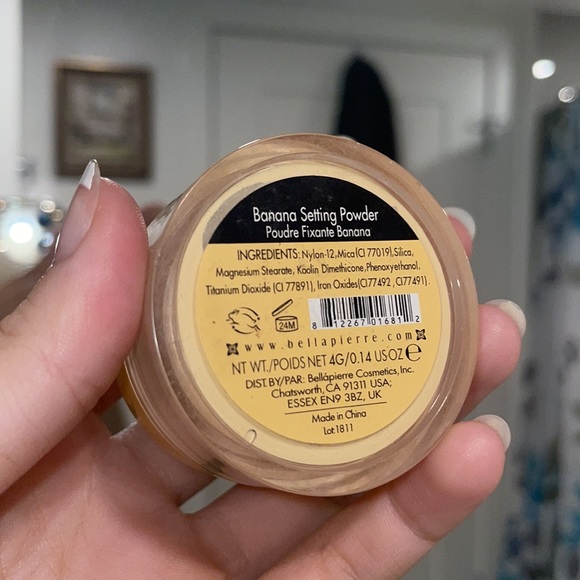 Banana Setting Powder
Poudre Fixante Banana
INGREDIENTS: Nylon-12, Mica(CI 77019), Silica,
Magnesium Stearate, Kaolin Dimethicone, Phenoxyethanol,
Titanium Dioxide (CI 77891), Iron Oxides(CI77492 , CI77491).
24M
8 12267 01681 2
www.bellapierre.com
NT WT./POIDS NET 4G/0.14 US OZ ℮
DIST.BY/PAR: Bellápierre Cosmetics, Inc.
Chatsworth, CA 91311 USA;
ESSEX EN9 3BZ, UK
Made in China
Lot:1811